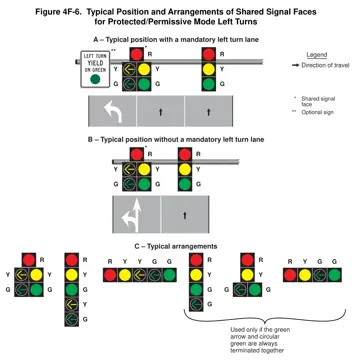 Figure 4F-6. Typical Position and Arrangements of Shared Signal Faces
for Protected/Permissive Mode Left Turns
A – Typical position with a mandatory left turn lane
**
*
LEFT TURN
YIELD
ON GREEN
R
R
Y
Y
Y
G
G
G
Legend
Direction of travel
* Shared signal
face
** Optional sign
B – Typical position without a mandatory left turn lane
*
R
R
Y
Y
Y
G
G
G
C – Typical arrangements
R
R
R Y Y G G
R
R
R Y G G
Y
Y
Y
Y
Y
G
G
G
G
G
G
Y
G
G
Used only if the green
arrow and circular
green are always
terminated together